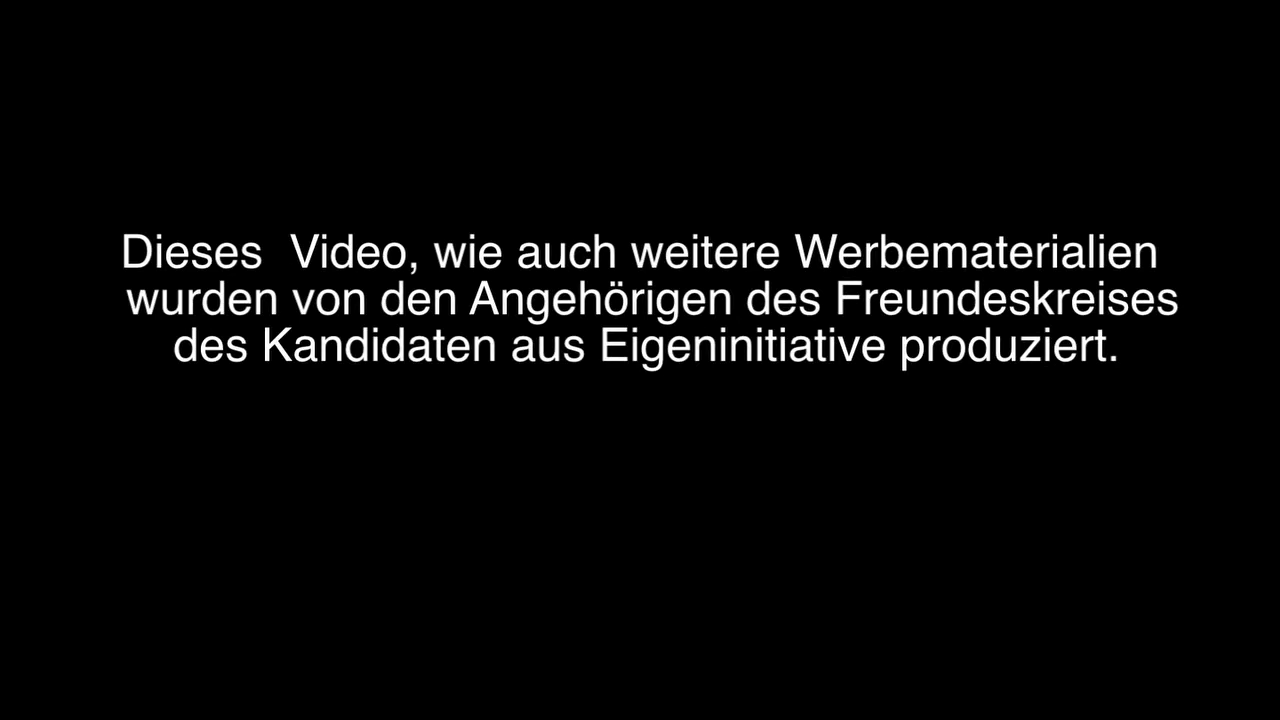 Dieses  Video, wie auch weitere Werbematerialien
wurden von den Angehörigen des Freundeskreises
des Kandidaten aus Eigeninitiative produziert.